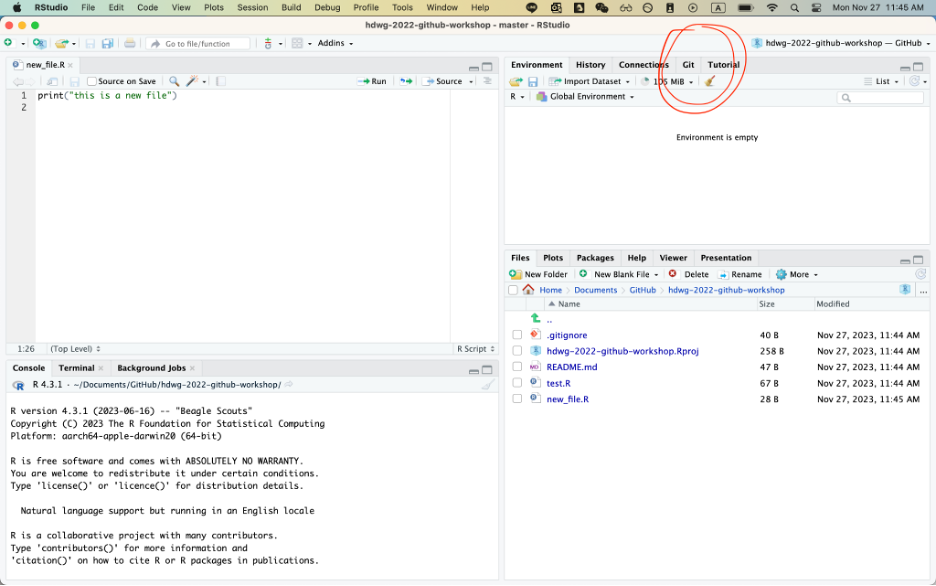 RStudio File Edit Code View Plots Session Build Debug Profile Tools Window Help A Mon Nov 27 11:45 AM
hdwg-2022-github-workshop - master - RStudio
Go to file/function Addins hdwg-2022-github-workshop — GitHub
new_file.R
Source on Save Run Source
1 print("this is a new file")
2
1:26 (Top Level) R Script
Environment History Connections Git Tutorial
Import Dataset MiB List
R Global Environment
Environment is empty
Files Plots Packages Help Viewer Presentation
New Folder New Blank File Delete Rename More
Home Documents GitHub hdwg-2022-github-workshop ...
Name Size Modified
..
.gitignore 40 B Nov 27, 2023, 11:44 AM
hdwg-2022-github-workshop.Rproj 258 B Nov 27, 2023, 11:44 AM
README.md 47 B Nov 27, 2023, 11:44 AM
test.R 67 B Nov 27, 2023, 11:44 AM
new_file.R 28 B Nov 27, 2023, 11:45 AM
Console Terminal Background Jobs
R 4.3.1 · ~/Documents/GitHub/hdwg-2022-github-workshop/
R version 4.3.1 (2023-06-16) -- "Beagle Scouts"
Copyright (C) 2023 The R Foundation for Statistical Computing
Platform: aarch64-apple-darwin20 (64-bit)
R is free software and comes with ABSOLUTELY NO WARRANTY.
You are welcome to redistribute it under certain conditions.
Type 'license()' or 'licence()' for distribution details.
Natural language support but running in an English locale
R is a collaborative project with many contributors.
Type 'contributors()' for more information and
'citation()' on how to cite R or R packages in publications.